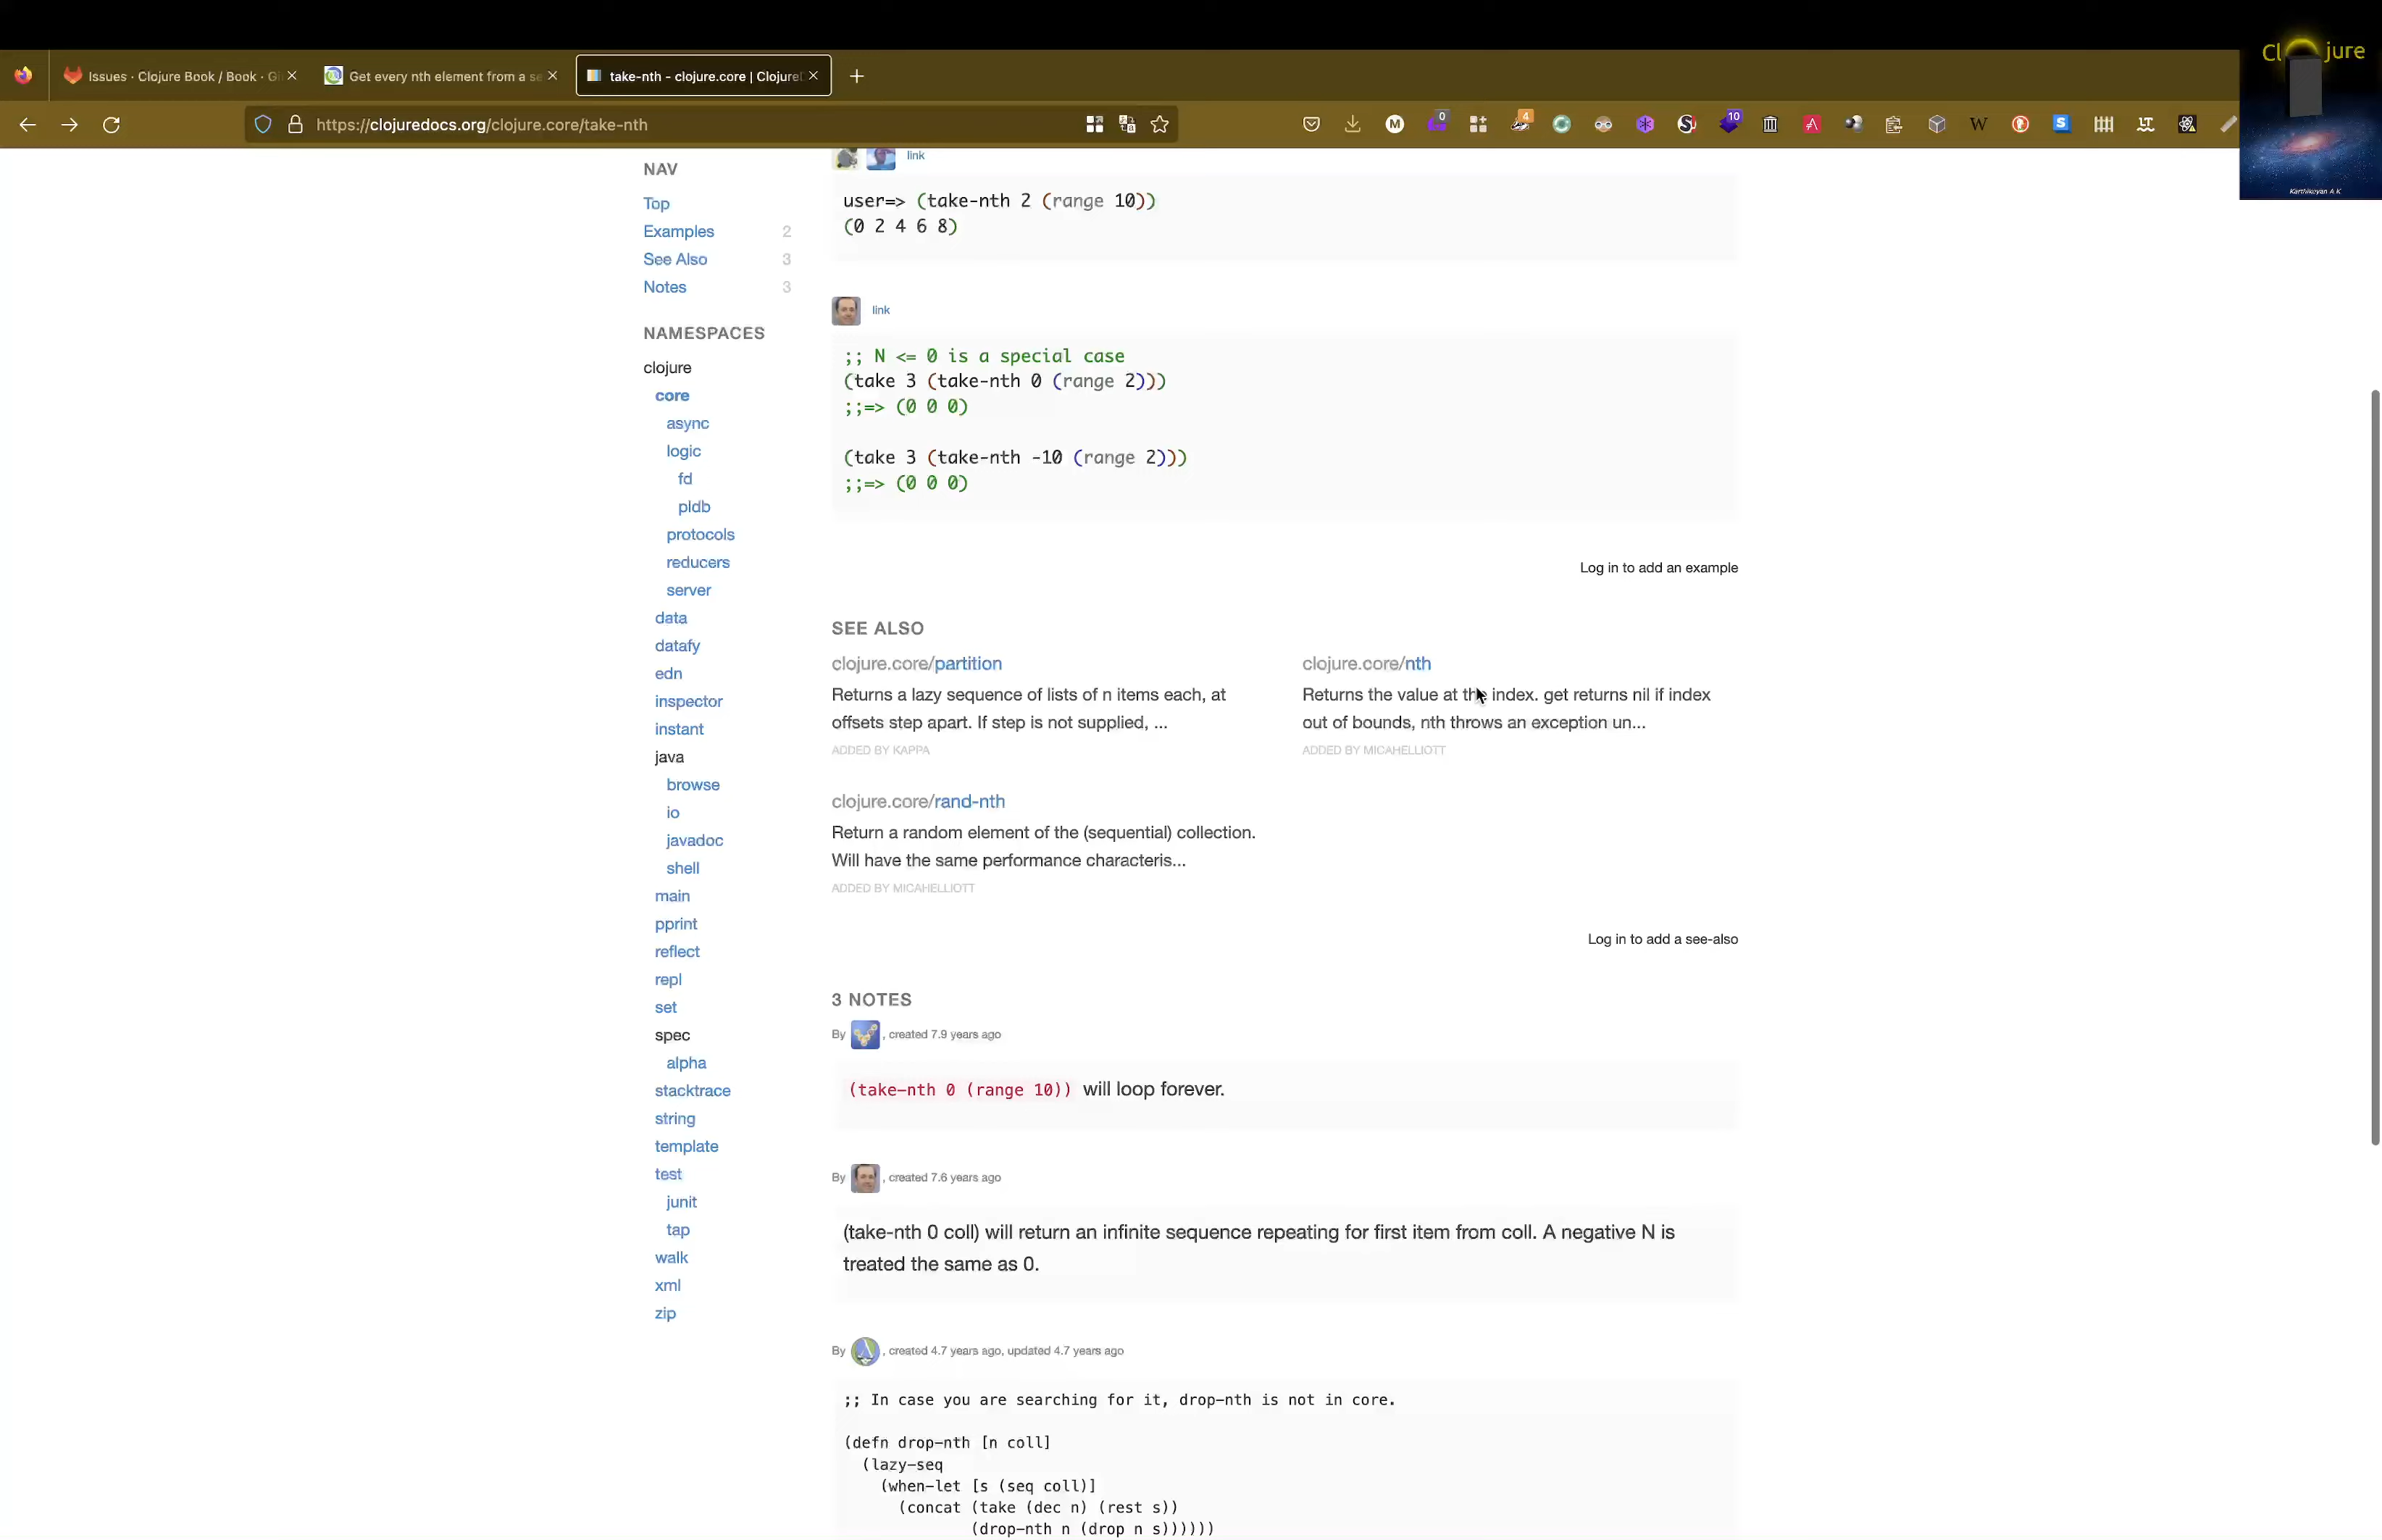 Cl jure
Issues · Clojure Book / Book · Gi
Get every nth element from a se
take-nth - clojure.core | Clojure
https://clojuredocs.org/clojure.core/take-nth
0
4
10
Karthikeyan A K
NAV
Top
Examples 2
See Also 3
Notes 3
NAMESPACES
clojure
core
async
logic
fd
pldb
protocols
reducers
server
data
datafy
edn
inspector
instant
java
browse
io
javadoc
shell
main
pprint
reflect
repl
set
spec
alpha
stacktrace
string
template
test
junit
tap
walk
xml
zip
link
user=> (take-nth 2 (range 10))
(0 2 4 6 8)
link
;; N <= 0 is a special case
(take 3 (take-nth 0 (range 2)))
;;=> (0 0 0)
(take 3 (take-nth -10 (range 2)))
;;=> (0 0 0)
Log in to add an example
SEE ALSO
clojure.core/partition
Returns a lazy sequence of lists of n items each, at
offsets step apart. If step is not supplied, ...
ADDED BY KAPPA
clojure.core/nth
Returns the value at the index. get returns nil if index
out of bounds, nth throws an exception un...
ADDED BY MICAHELLIOTT
clojure.core/rand-nth
Return a random element of the (sequential) collection.
Will have the same performance characteris...
ADDED BY MICAHELLIOTT
Log in to add a see-also
3 NOTES
By , created 7.9 years ago
(take-nth 0 (range 10)) will loop forever.
By , created 7.6 years ago
(take-nth 0 coll) will return an infinite sequence repeating for first item from coll. A negative N is
treated the same as 0.
By , created 4.7 years ago, updated 4.7 years ago
;; In case you are searching for it, drop-nth is not in core.
(defn drop-nth [n coll]
(lazy-seq
(when-let [s (seq coll)]
(concat (take (dec n) (rest s))
(drop-nth n (drop n s))))))